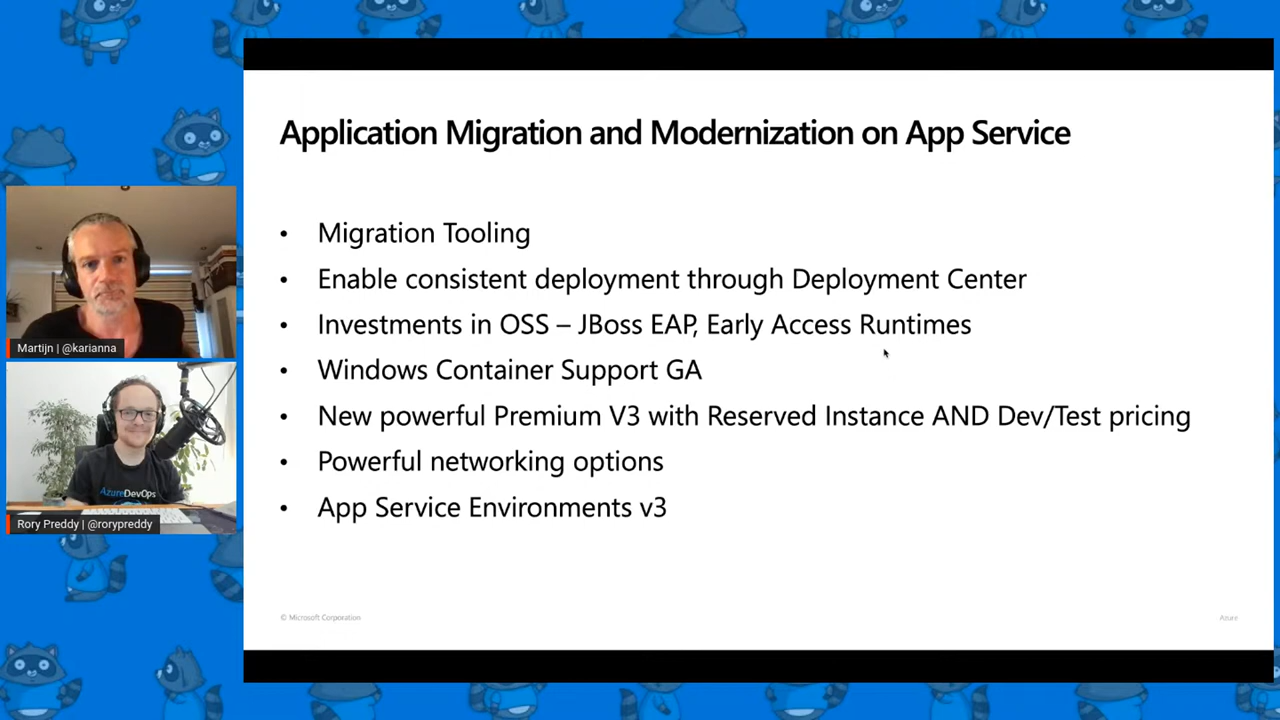 Application Migration and Modernization on App Service
• Migration Tooling
• Enable consistent deployment through Deployment Center
• Investments in OSS – JBoss EAP, Early Access Runtimes
• Windows Container Support GA
• New powerful Premium V3 with Reserved Instance AND Dev/Test pricing
• Powerful networking options
• App Service Environments v3
© Microsoft Corporation
Azure
Martijn | @karianna
AzureDevOps
Rory Preddy | @rorypreddy